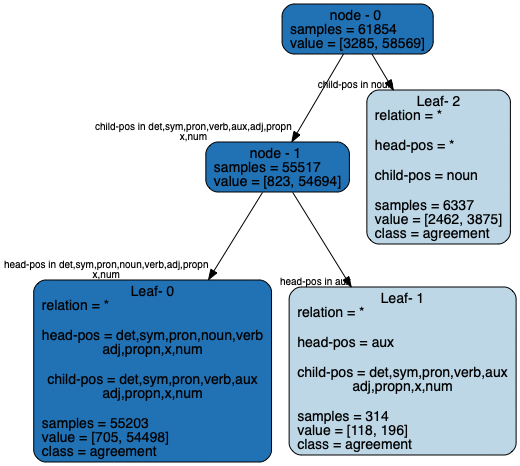 node - 0
samples = 61854
value = [3285, 58569]
child-pos in noun
child-pos in det,sym,pron,verb,aux,adj,propn
x,num
Leaf- 2
relation = *
head-pos = *
child-pos = noun
samples = 6337
value = [2462, 3875]
class = agreement
node - 1
samples = 55517
value = [823, 54694]
head-pos in det,sym,pron,noun,verb,adj,propn
x,num
head-pos in aux
Leaf- 0
relation = *
head-pos = det,sym,pron,noun,verb
adj,propn,x,num
child-pos = det,sym,pron,verb,aux
adj,propn,x,num
samples = 55203
value = [705, 54498]
class = agreement
Leaf- 1
relation = *
head-pos = aux
child-pos = det,sym,pron,verb,aux
adj,propn,x,num
samples = 314
value = [118, 196]
class = agreement